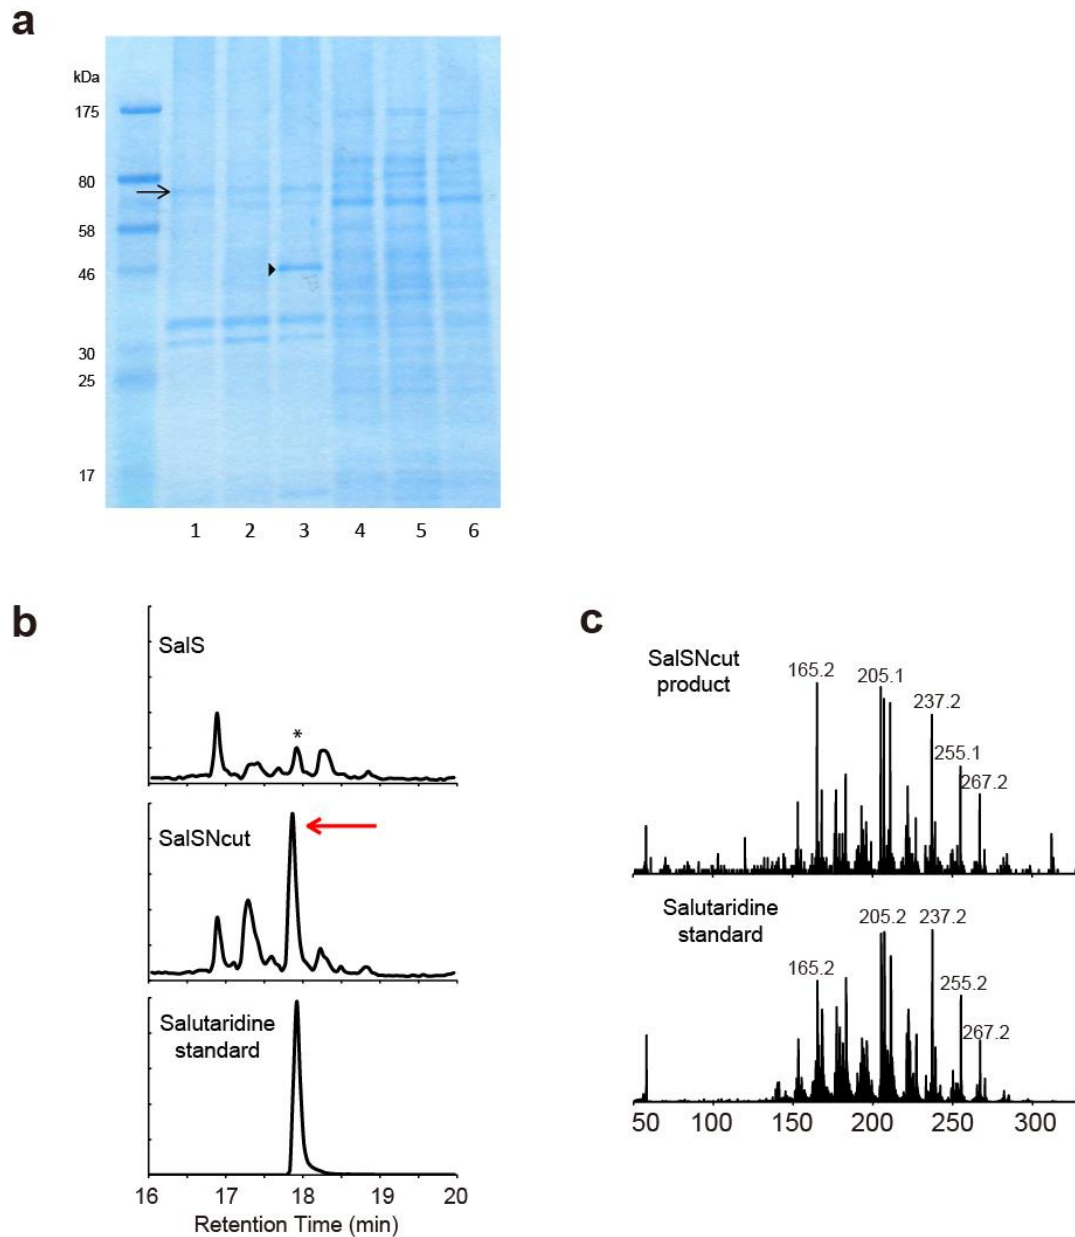 a
kDa
175
80
58
46
30
25
17
1 2 3 4 5 6
b
SalS
*
SalSNcut
Salutaridine
standard
16 17 18 19 20
Retention Time (min)
c
SalSNcut
product
165.2
205.1
237.2
255.1
267.2
Salutaridine
standard
165.2
205.2
237.2
255.2
267.2
50 100 150 200 250 300